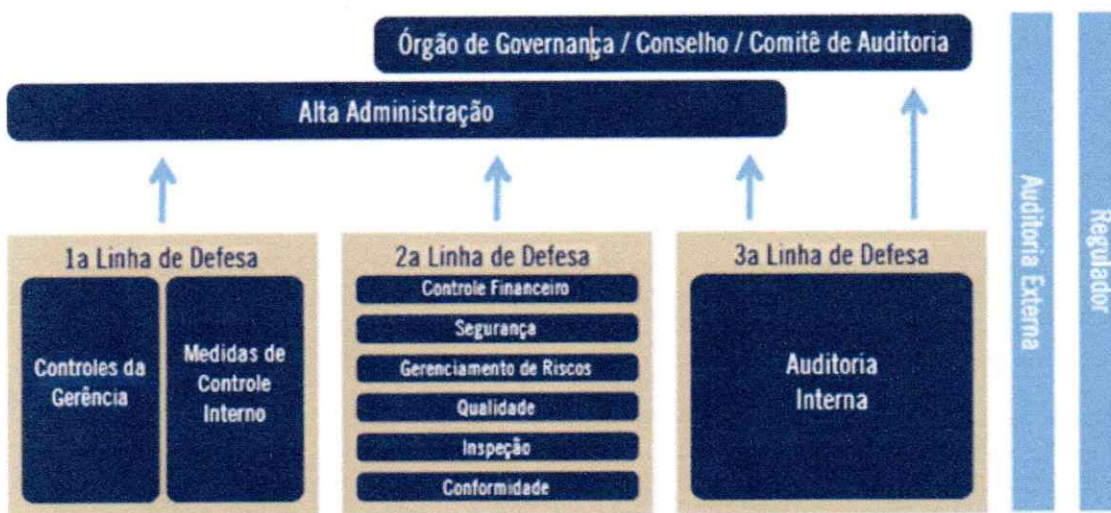 Órgão de Governança / Conselho / Comitê de Auditoria
Alta Administração
1a Linha de Defesa
Controles da
Gerência
Medidas de
Controle
Interno
2a Linha de Defesa
Controle Financeiro
Segurança
Gerenciamento de Riscos
Qualidade
Inspeção
Conformidade
3a Linha de Defesa
Auditoria
Interna
Auditoria Externa
Regulador